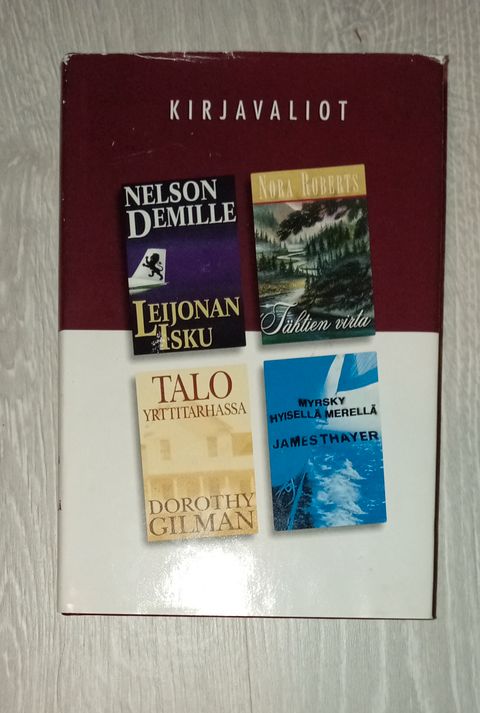 KIRJAVALIOT
NELSON
DEMILLE
LEIJONAN
ISKU
NORA ROBERTS
Tähtien virta
TALO
YRTTITARHASSA
DOROTHY
GILMAN
MYRSKY
HYISELLÄ MERELLÄ
JAMES THAYER